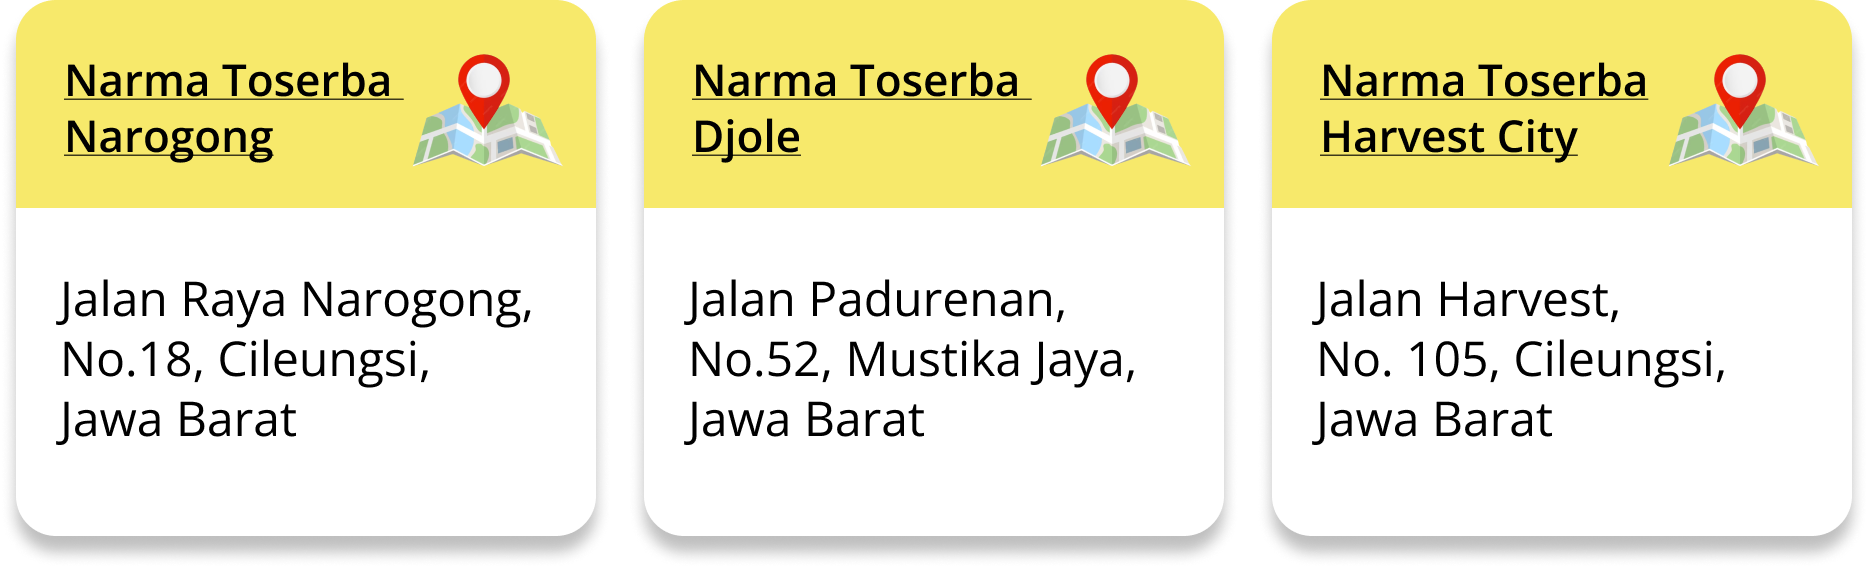 Narma Toserba
Narogong
Jalan Raya Narogong,
No.18, Cileungsi,
Jawa Barat
Narma Toserba
Djole
Jalan Padurenan,
No.52, Mustika Jaya,
Jawa Barat
Narma Toserba
Harvest City
Jalan Harvest,
No. 105, Cileungsi,
Jawa Barat